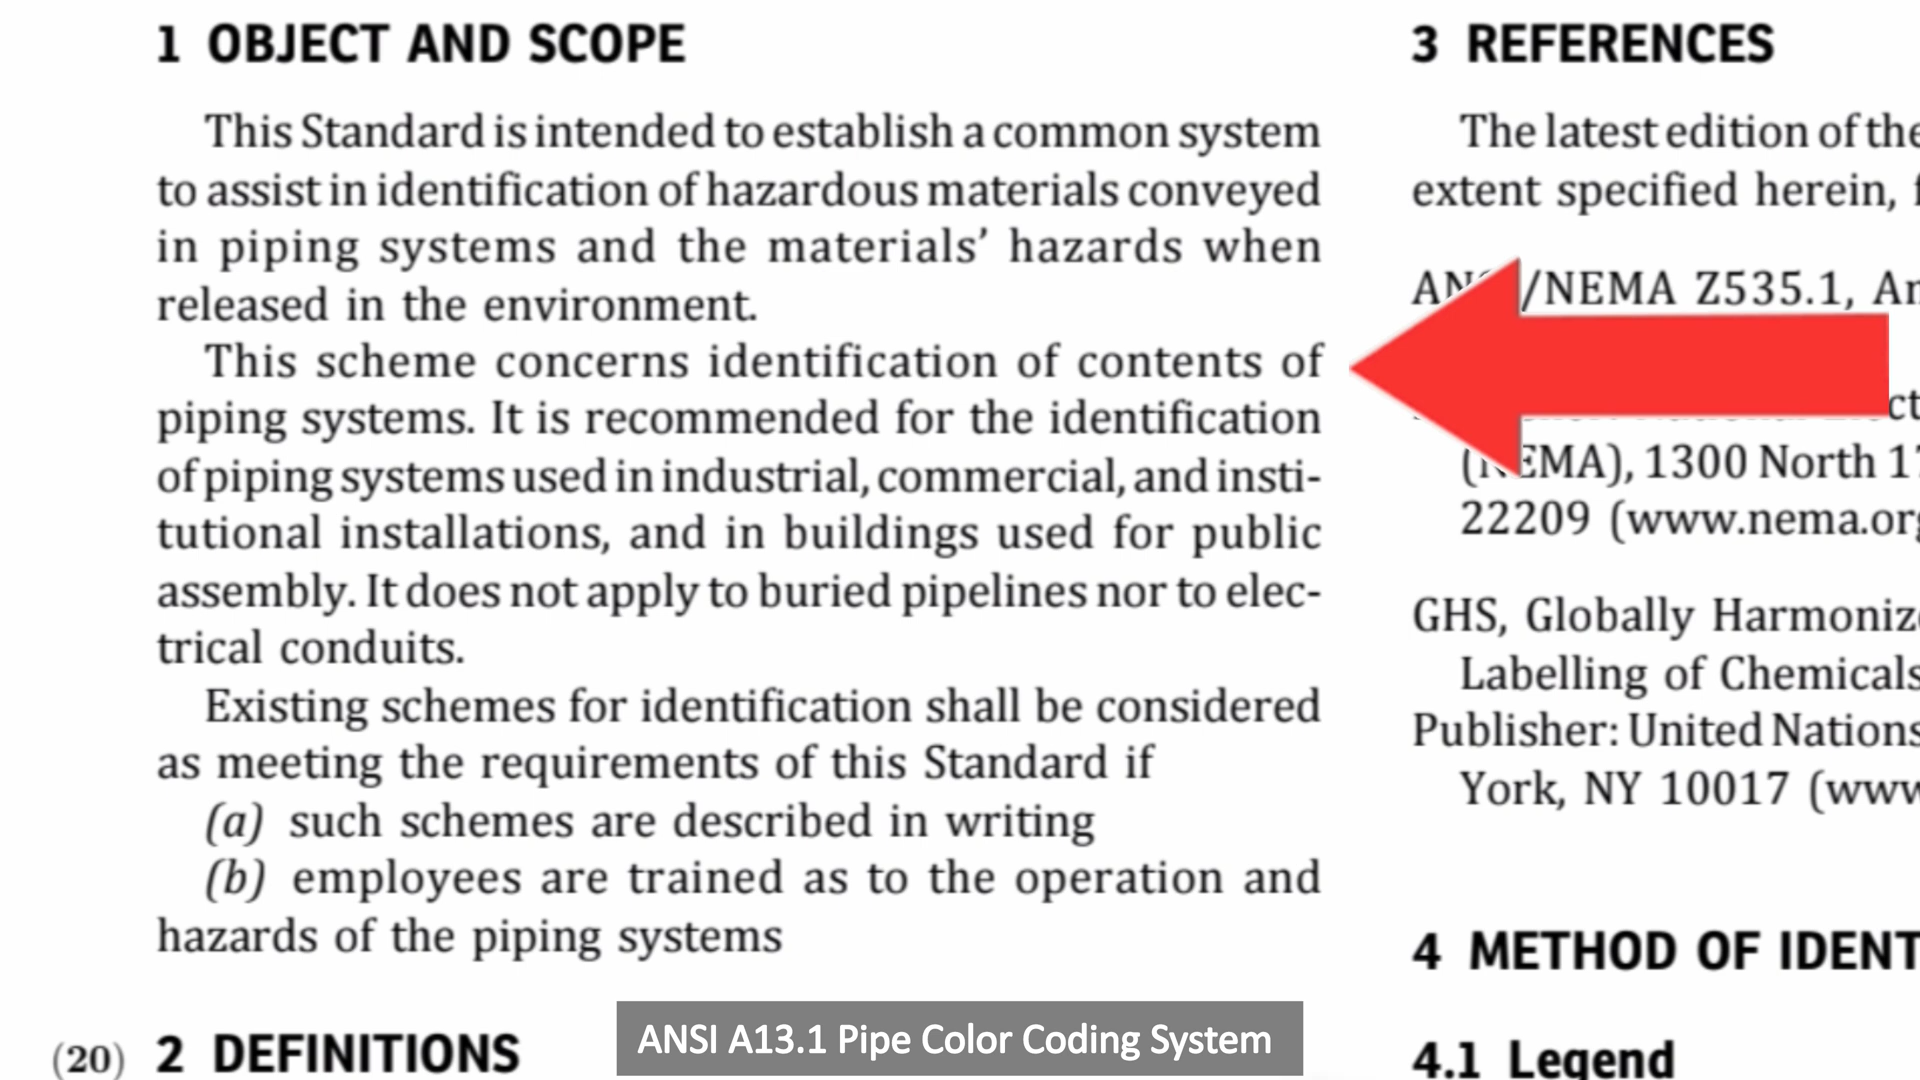 1 OBJECT AND SCOPE
This Standard is intended to establish a common system
to assist in identification of hazardous materials conveyed
in piping systems and the materials’ hazards when
released in the environment.
This scheme concerns identification of contents of
piping systems. It is recommended for the identification
of piping systems used in industrial, commercial, and insti-
tutional installations, and in buildings used for public
assembly. It does not apply to buried pipelines nor to elec-
trical conduits.
Existing schemes for identification shall be considered
as meeting the requirements of this Standard if
(a) such schemes are described in writing
(b) employees are trained as to the operation and
hazards of the piping systems
(20) 2 DEFINITIONS
3 REFERENCES
The latest edition of the
extent specified herein,
/NEMA Z535.1, An
(NEMA), 1300 North 17
22209 (www.nema.org
GHS, Globally Harmoniz
Labelling of Chemicals
Publisher: United Nations
York, NY 10017 (www
4 METHOD OF IDENT
4.1 Legend
ANSI A13.1 Pipe Color Coding System